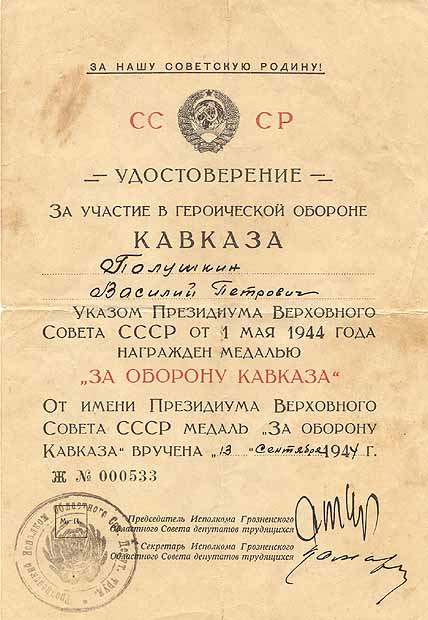 ЗА НАШУ СОВЕТСКУЮ РОДИНУ!
СС СР
УДОСТОВЕРЕНИЕ
ЗА УЧАСТИЕ В ГЕРОИЧЕСКОЙ ОБОРОНЕ
КАВКАЗА
Полушкин
Василий Петрович
УКАЗОМ ПРЕЗИДИУМА ВЕРХОВНОГО
СОВЕТА СССР ОТ 1 МАЯ 1944 ГОДА
НАГРАЖДЕН МЕДАЛЬЮ
„ЗА ОБОРОНУ КАВКАЗА“
ОТ ИМЕНИ ПРЕЗИДИУМА ВЕРХОВНОГО
СОВЕТА СССР МЕДАЛЬ „ЗА ОБОРОНУ
КАВКАЗА“ ВРУЧЕНА „13“ сентября 1944 Г.
Ж № 000533
Председатель Исполкома Грозненского
Областного Совета депутатов трудящихся
Секретарь Исполкома Грозненского
Областного Совета депутатов трудящихся